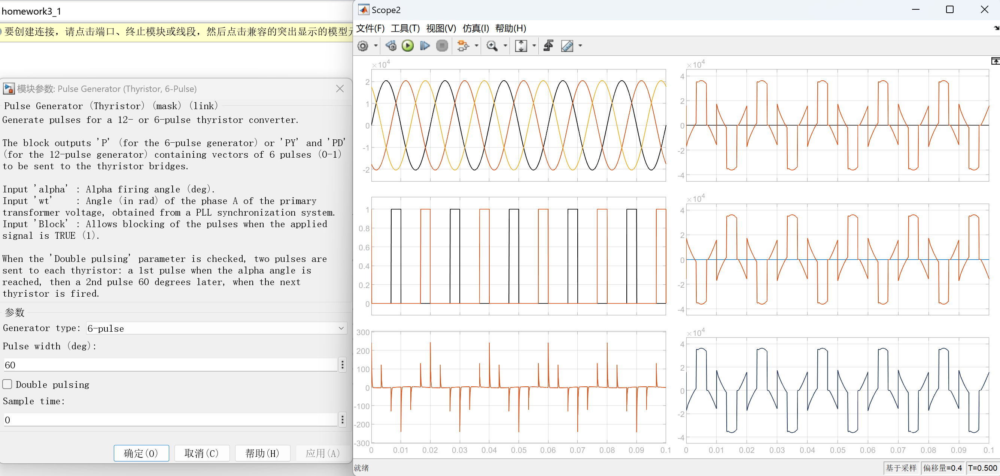 homework3_1
要创建连接，请点击端口、终止模块或线段，然后点击兼容的突出显示的模型
模块参数: Pulse Generator (Thyristor, 6-Pulse)
Pulse Generator (Thyristor) (mask) (link)
Generate pulses for a 12- or 6-pulse thyristor converter.
The block outputs 'P' (for the 6-pulse generator) or 'PY' and 'PD'
(for the 12-pulse generator) containing vectors of 6 pulses (0-1)
to be sent to the thyristor bridges.
Input 'alpha' : Alpha firing angle (deg).
Input 'wt' : Angle (in rad) of the phase A of the primary
transformer voltage, obtained from a PLL synchronization system.
Input 'Block' : Allows blocking of the pulses when the applied
signal is TRUE (1).
When the 'Double pulsing' parameter is checked, two pulses are
sent to each thyristor: a 1st pulse when the alpha angle is
reached, then a 2nd pulse 60 degrees later, when the next
thyristor is fired.
参数
Generator type: 6-pulse
Pulse width (deg):
60
Double pulsing
Sample time:
0
确定(O) 取消(C) 帮助(H) 应用(A)
Scope2
文件(F) 工具(T) 视图(V) 仿真(I) 帮助(H)
×10⁴
2
1
0
-1
-2
1
0.8
0.6
0.4
0.2
0
300
200
100
0
-100
-200
-300
0 0.01 0.02 0.03 0.04 0.05 0.06 0.07 0.08 0.09 0.1
×10⁴
4
2
0
-2
-4
×10⁴
4
2
0
-2
-4
×10⁴
4
2
0
-2
-4
0 0.01 0.02 0.03 0.04 0.05 0.06 0.07 0.08 0.09 0.1
就绪
基于采样 偏移量=0.4 T=0.500